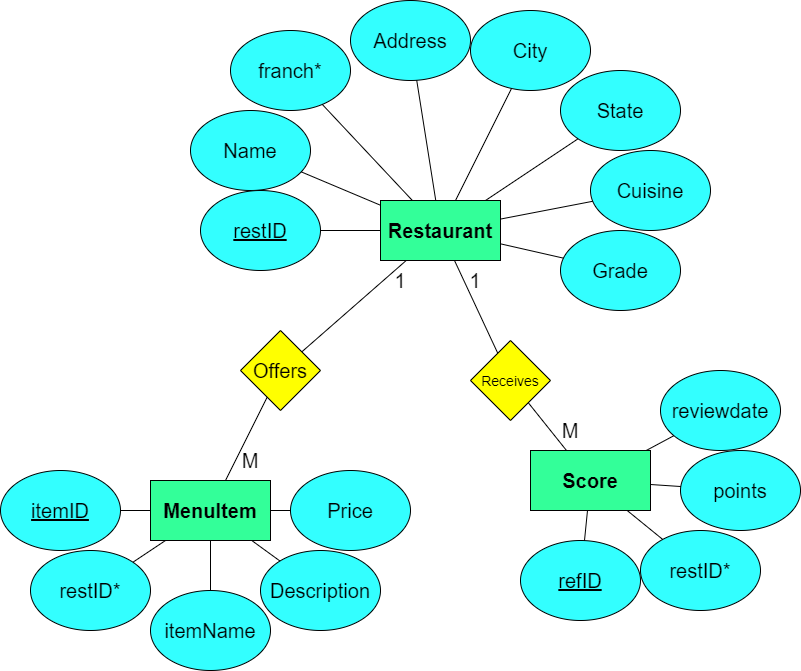 Address
City
franch*
State
Name
Cuisine
restID
Restaurant
Grade
1
1
Offers
Receives
reviewdate
M
M
Score
points
itemID
MenuItem
Price
restID*
refID
restID*
Description
itemName